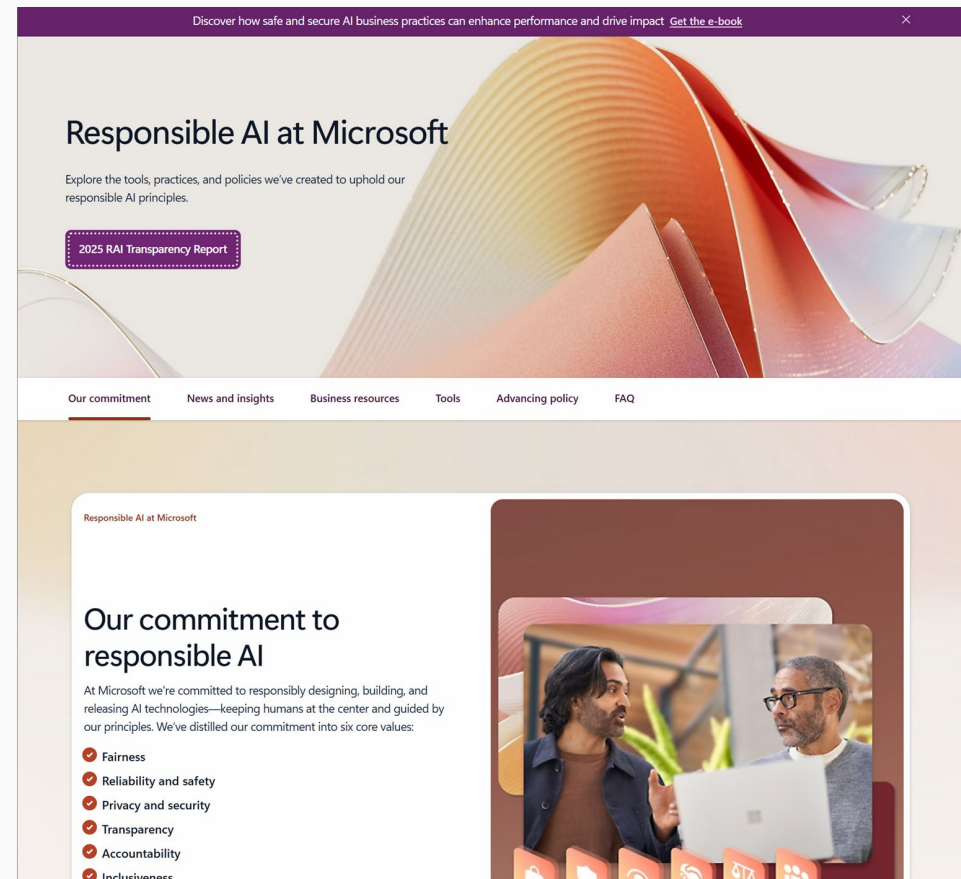 Discover how safe and secure AI business practices can enhance performance and drive impact Get the e-book
Responsible AI at Microsoft
Explore the tools, practices, and policies we've created to uphold our
responsible AI principles.
2025 RAI Transparency Report
Our commitment News and insights Business resources Tools Advancing policy FAQ
Responsible AI at Microsoft
Our commitment to
responsible AI
At Microsoft we're committed to responsibly designing, building, and
releasing AI technologies—keeping humans at the center and guided by
our principles. We've distilled our commitment into six core values:
Fairness
Reliability and safety
Privacy and security
Transparency
Accountability
Inclusiveness